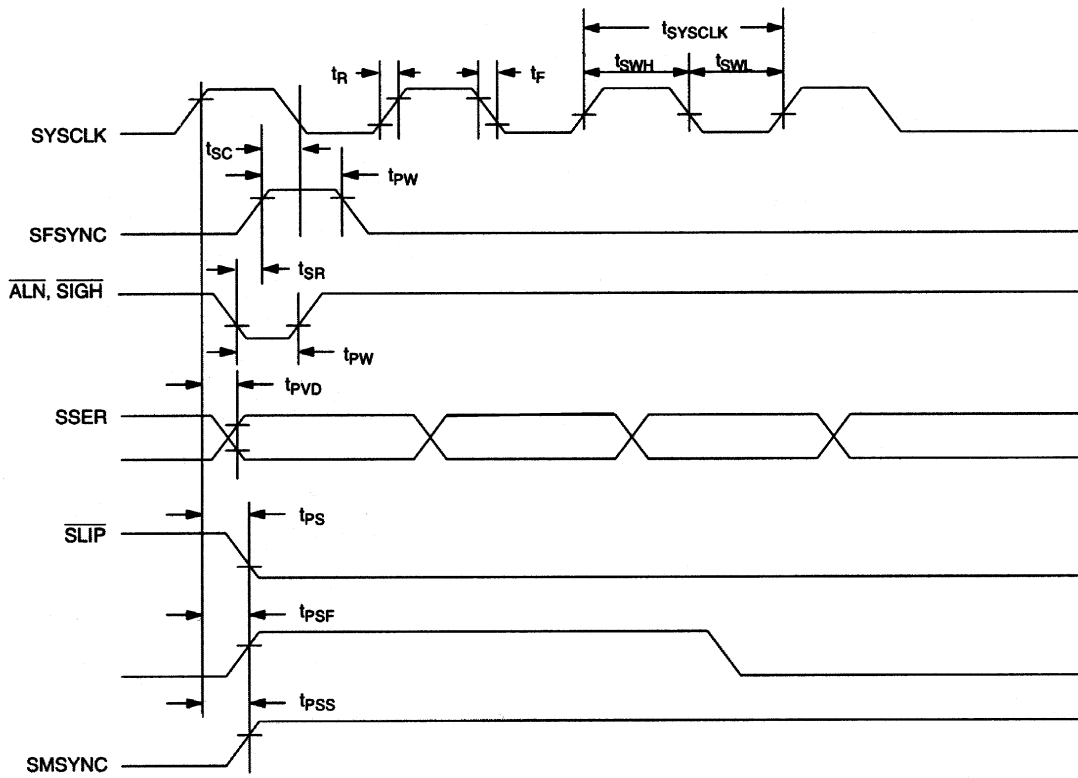 tSYSCLK
tSWH tSWL
tR tF
SYSCLK
tSC
tPW
SFSYNC
tSR
ALN, SIGH
tPW
tPVD
SSER
tPS
SLIP
tPSF
tPSS
SMSYNC